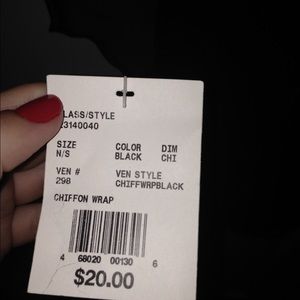 LASS/STYLE
3140040
SIZE COLOR DIM
N/S BLACK CHI
VEN # VEN STYLE
298 CHIFFWRPBLACK
CHIFFON WRAP
4 68020 00130 6
$20.00